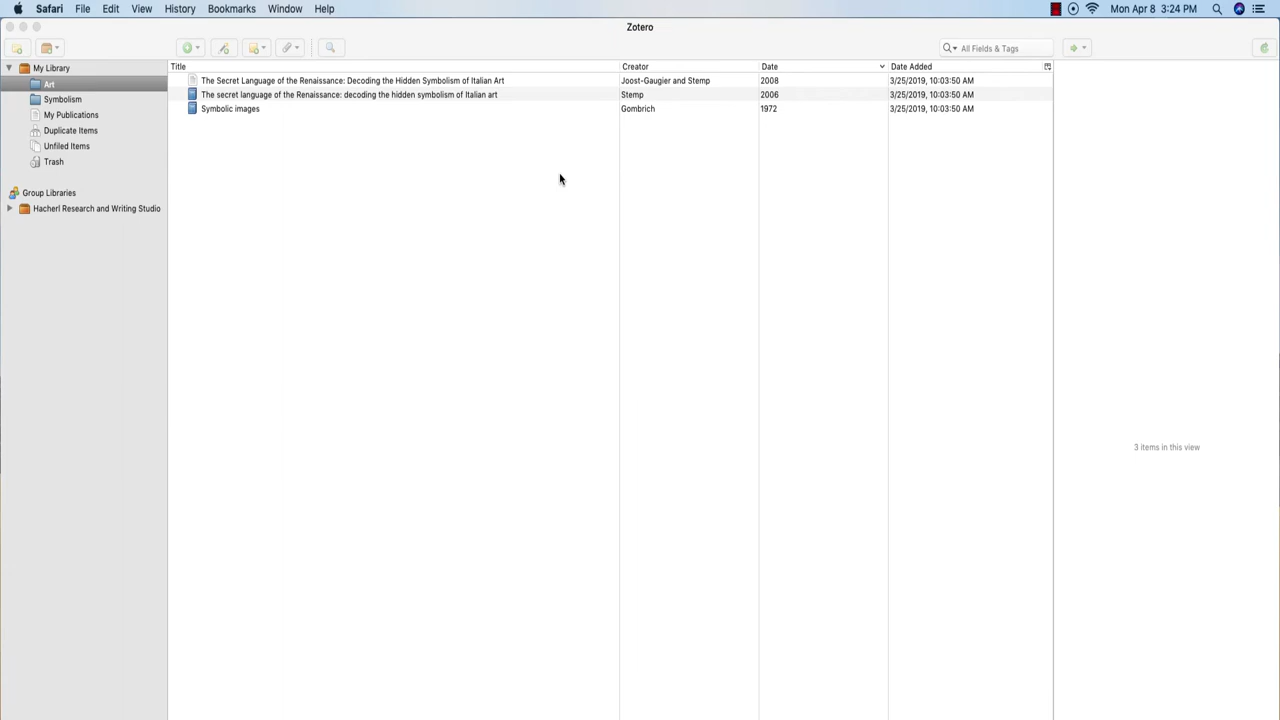 Safari File Edit View History Bookmarks Window Help Mon Apr 8 3:24 PM
Zotero
All Fields & Tags
My Library
Art
Symbolism
My Publications
Duplicate Items
Unfiled Items
Trash
Group Libraries
Hacherl Research and Writing Studio
Title Creator Date Date Added
The Secret Language of the Renaissance: Decoding the Hidden Symbolism of Italian Art Joost-Gaugier and Stemp 2008 3/25/2019, 10:03:50 AM
The secret language of the Renaissance: decoding the hidden symbolism of Italian art Stemp 2006 3/25/2019, 10:03:50 AM
Symbolic images Gombrich 1972 3/25/2019, 10:03:50 AM
3 items in this view